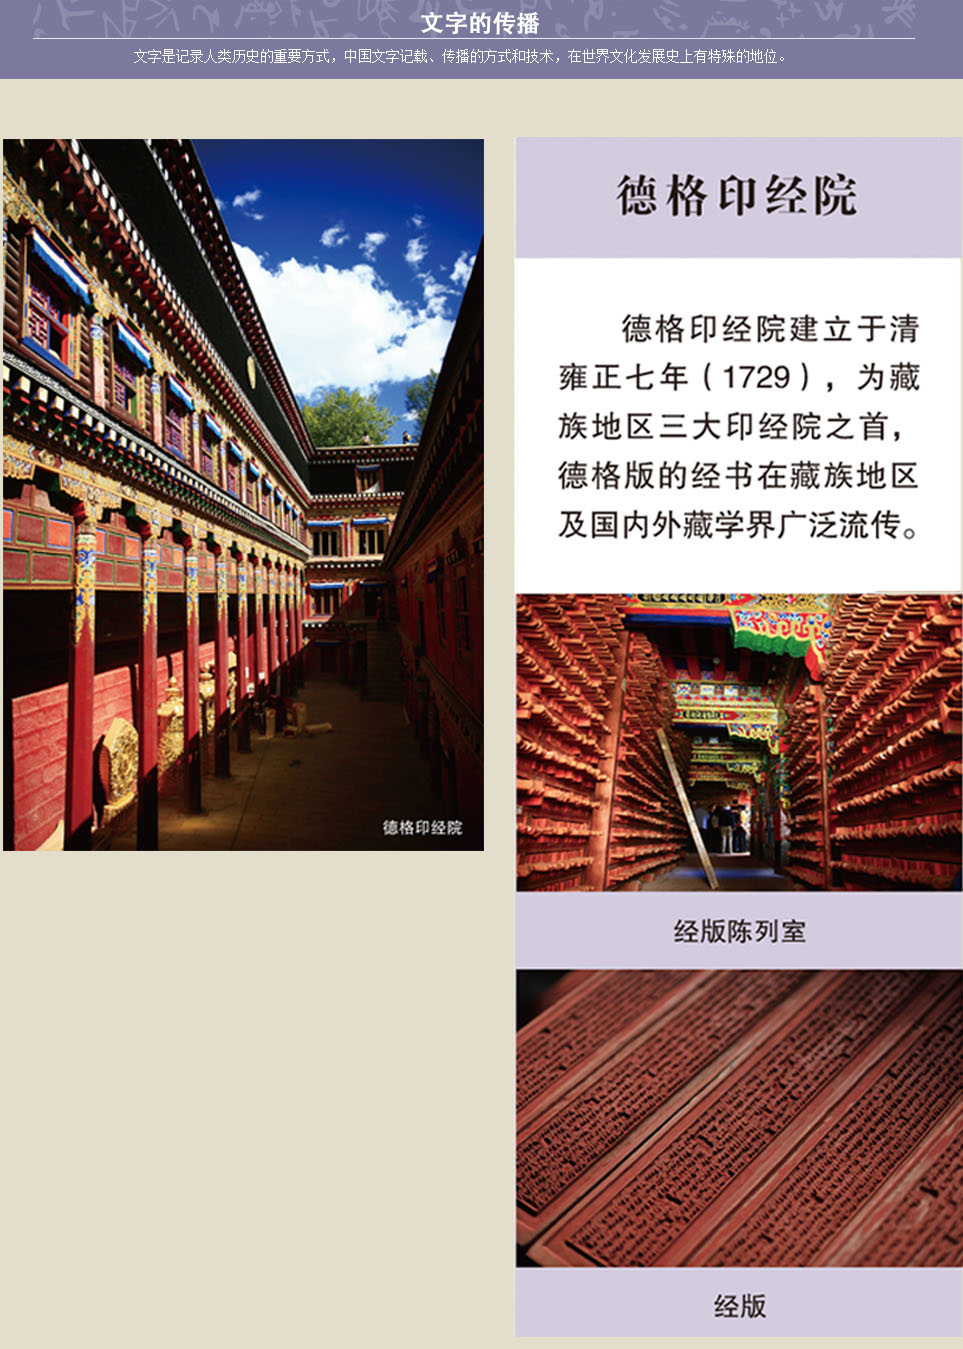 文字的传播
文字是记录人类历史的重要方式，中国文字记载、传播的方式和技术，在世界文化发展史上有特殊的地位。
德格印经院
德格印经院
德格印经院建立于清
雍正七年（1729），为藏
族地区三大印经院之首，
德格版的经书在藏族地区
及国内外藏学界广泛流传。
经版陈列室
经版